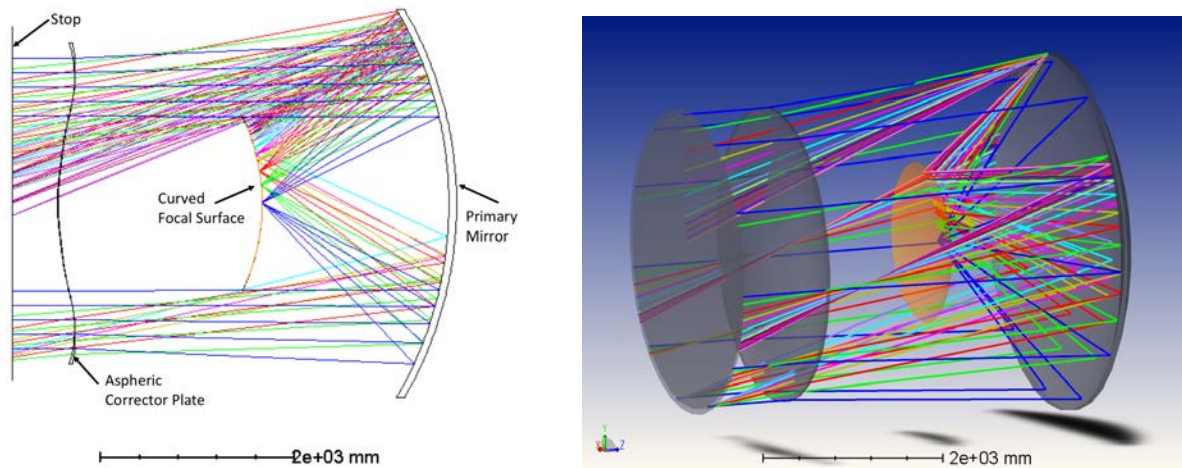 Stop
Curved
Focal Surface
Primary
Mirror
Aspheric
Corrector Plate
2e+03 mm
Y
X
Z
2e+03 mm